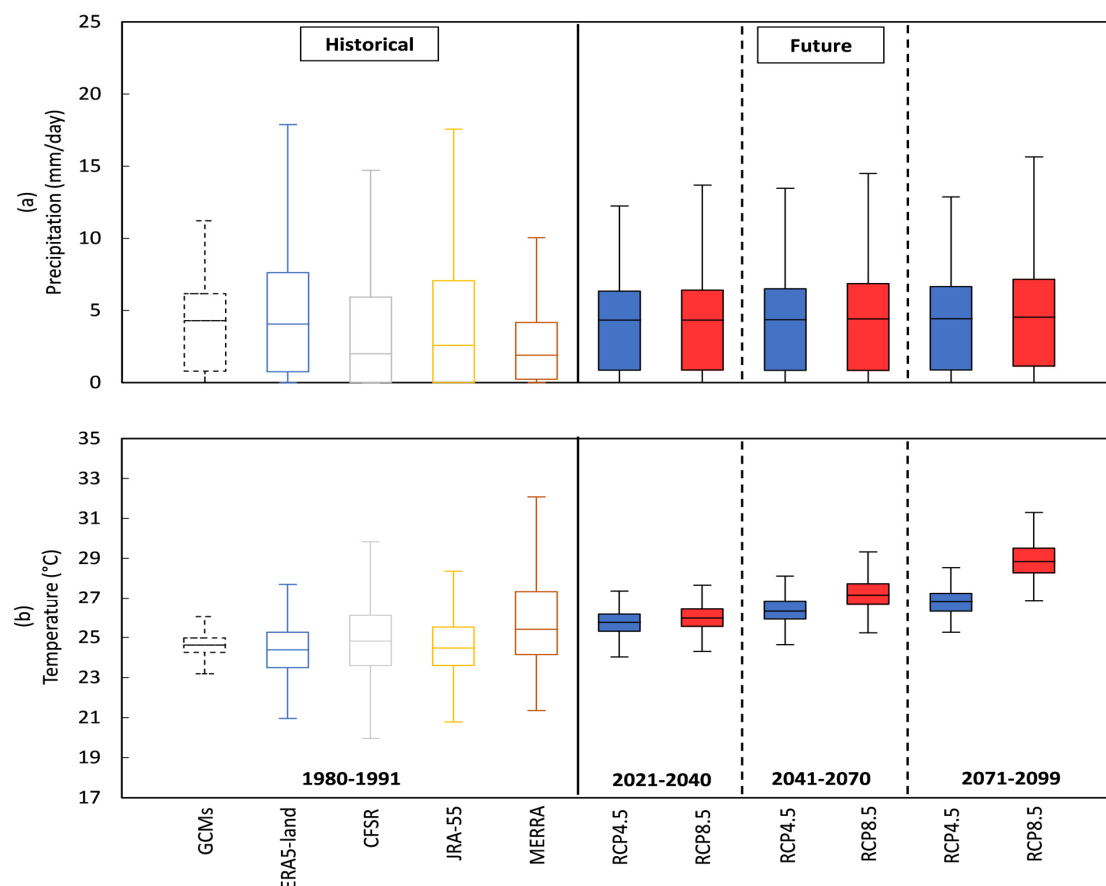 Historical
Future
(a)
Precipitation (mm/day)
25
20
15
10
5
0
(b)
Temperature (°C)
35
33
31
29
27
25
23
21
19
17
1980-1991
2021-2040
2041-2070
2071-2099
GCMs
ERA5-land
CFSR
JRA-55
MERRA
RCP4.5
RCP8.5
RCP4.5
RCP8.5
RCP4.5
RCP8.5